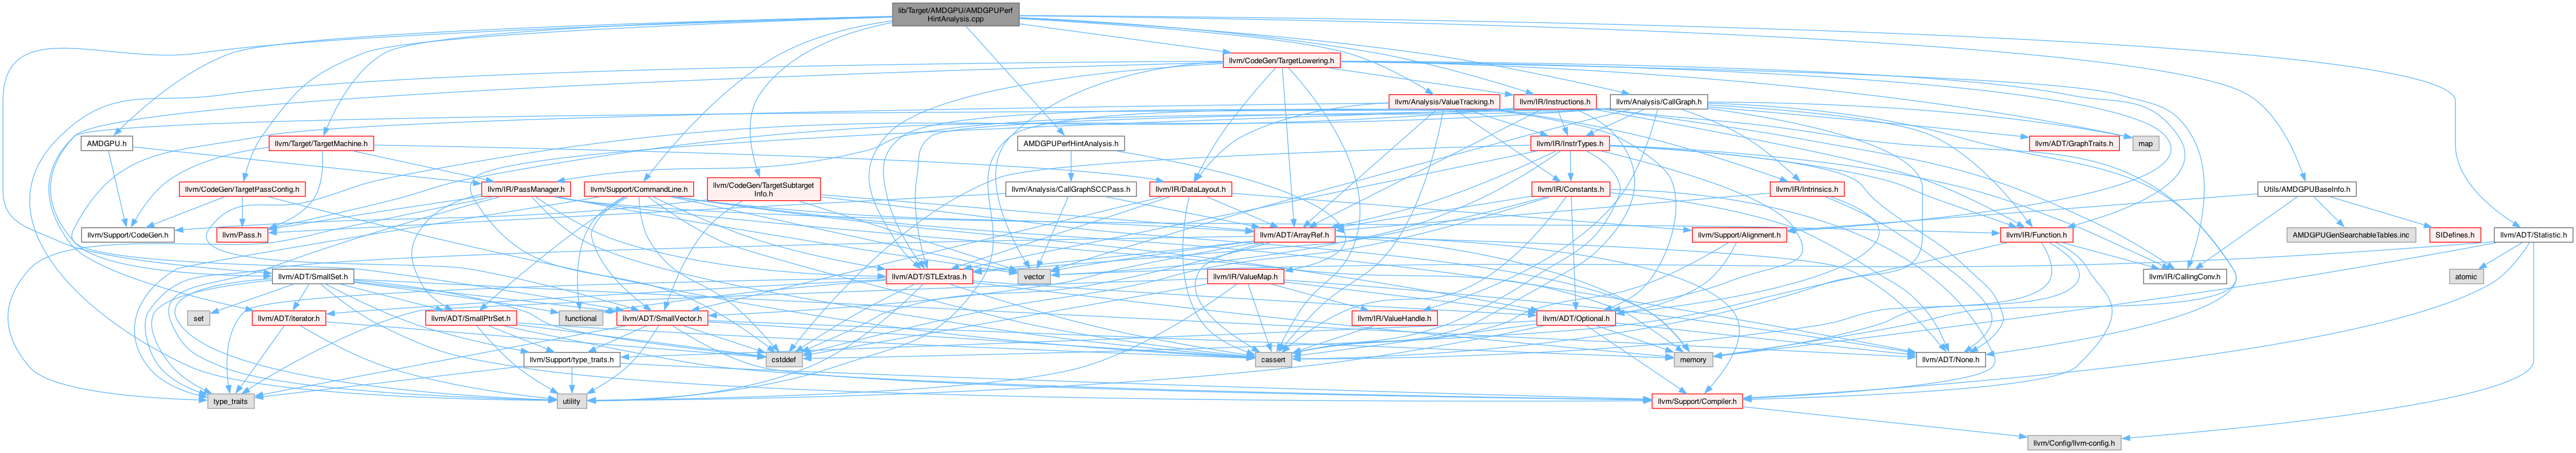 lib/Target/AMDGPU/AMDGPUPerf
HintAnalysis.cpp
llvm/CodeGen/TargetLowering.h
llvm/Analysis/ValueTracking.h
llvm/IR/Instructions.h
llvm/Analysis/CallGraph.h
AMDGPU.h
llvm/Target/TargetMachine.h
AMDGPUPerfHintAnalysis.h
llvm/IR/InstrTypes.h
llvm/ADT/GraphTraits.h
map
llvm/CodeGen/TargetPassConfig.h
llvm/IR/PassManager.h
llvm/Support/CommandLine.h
llvm/CodeGen/TargetSubtarget
Info.h
llvm/Analysis/CallGraphSCCPass.h
llvm/IR/DataLayout.h
llvm/IR/Constants.h
llvm/IR/Intrinsics.h
Utils/AMDGPUBaseInfo.h
llvm/Support/CodeGen.h
llvm/Pass.h
llvm/ADT/ArrayRef.h
llvm/Support/Alignment.h
llvm/IR/Function.h
AMDGPUGenSearchableTables.inc
SIDefines.h
llvm/ADT/Statistic.h
llvm/ADT/SmallSet.h
llvm/ADT/STLExtras.h
vector
llvm/IR/ValueMap.h
llvm/IR/CallingConv.h
atomic
set
llvm/ADT/iterator.h
llvm/ADT/SmallPtrSet.h
functional
llvm/ADT/SmallVector.h
llvm/IR/ValueHandle.h
llvm/ADT/Optional.h
llvm/Support/type_traits.h
cstddef
cassert
memory
llvm/ADT/None.h
type_traits
utility
llvm/Support/Compiler.h
llvm/Config/llvm-config.h